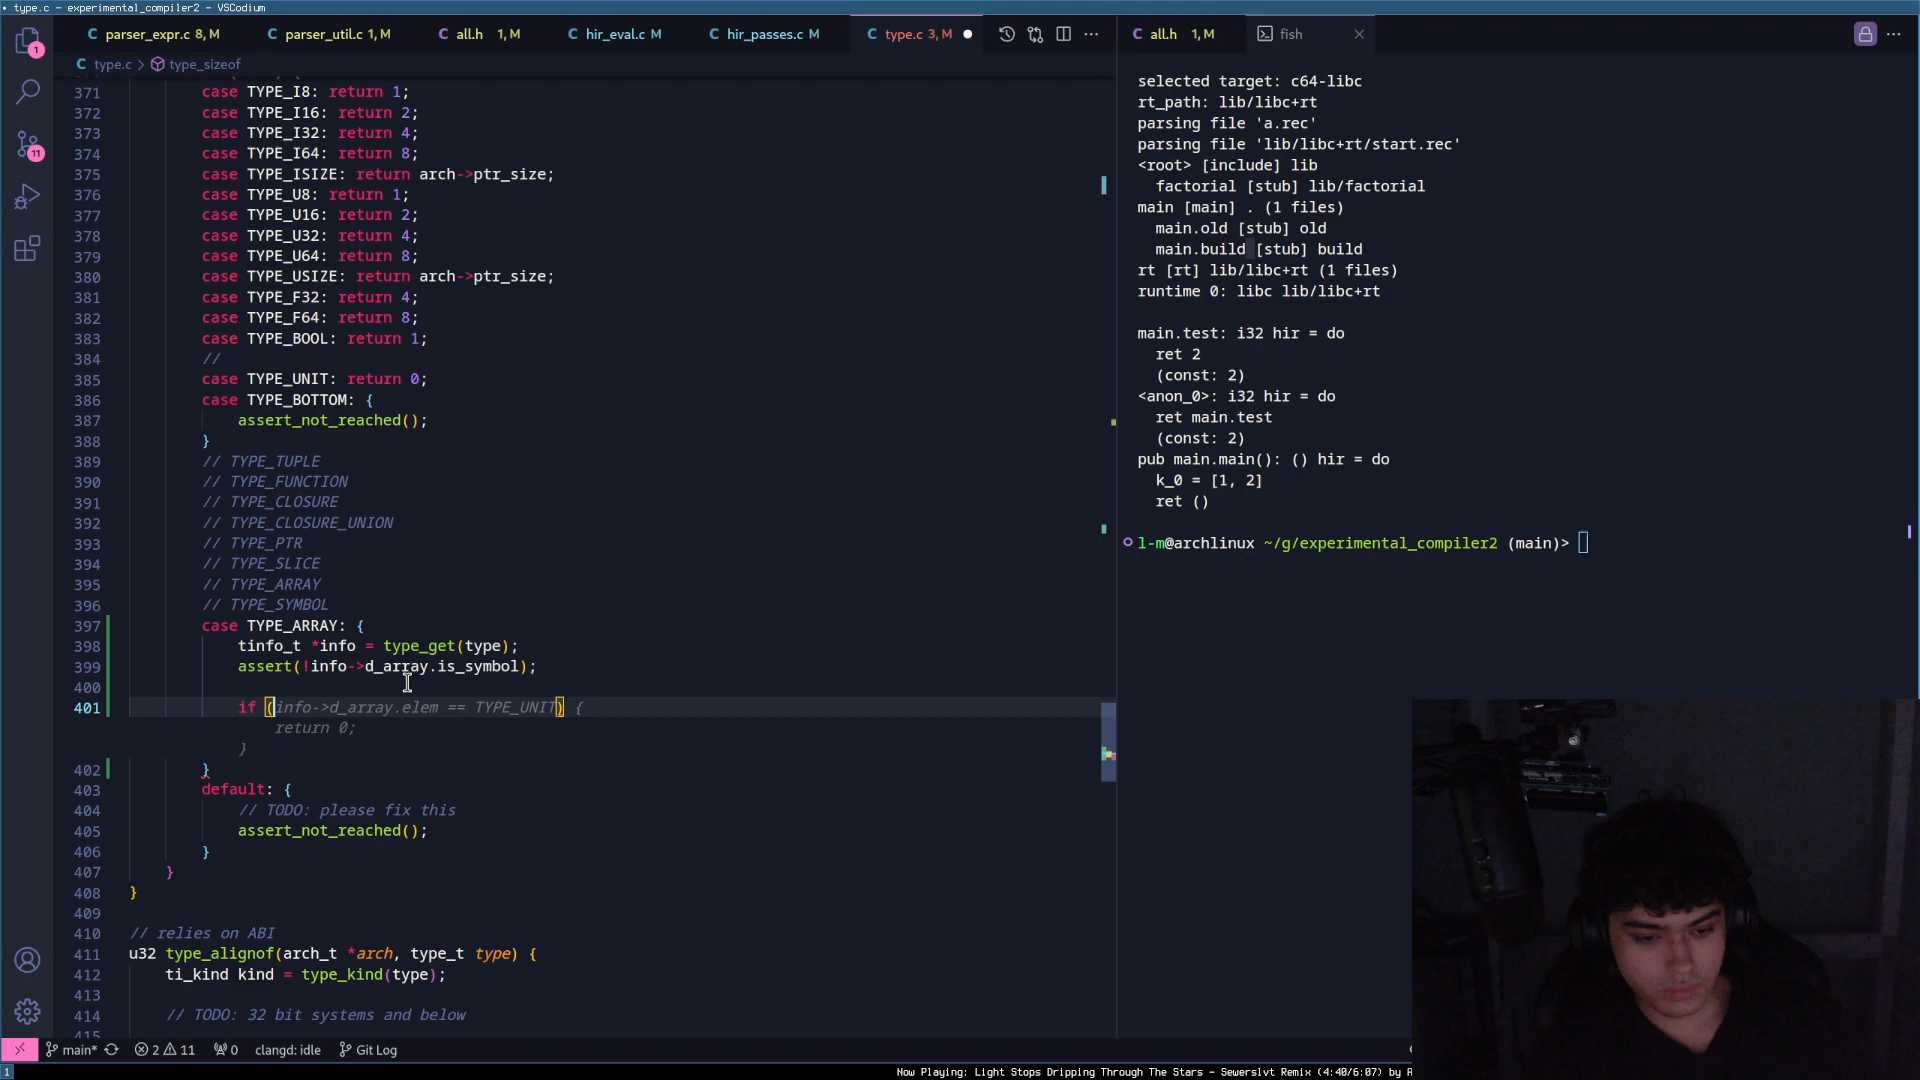 type.c - experimental_compiler2 - VSCodium
parser_expr.c 8, M
parser_util.c 1, M
all.h 1, M
hir_eval.c M
hir_passes.c M
type.c 3, M
all.h 1, M
fish
type.c > type_sizeof
371 case TYPE_I8: return 1;
372 case TYPE_I16: return 2;
373 case TYPE_I32: return 4;
374 case TYPE_I64: return 8;
375 case TYPE_ISIZE: return arch->ptr_size;
376 case TYPE_U8: return 1;
377 case TYPE_U16: return 2;
378 case TYPE_U32: return 4;
379 case TYPE_U64: return 8;
380 case TYPE_USIZE: return arch->ptr_size;
381 case TYPE_F32: return 4;
382 case TYPE_F64: return 8;
383 case TYPE_BOOL: return 1;
384 //
385 case TYPE_UNIT: return 0;
386 case TYPE_BOTTOM: {
387 assert_not_reached();
388 }
389 // TYPE_TUPLE
390 // TYPE_FUNCTION
391 // TYPE_CLOSURE
392 // TYPE_CLOSURE_UNION
393 // TYPE_PTR
394 // TYPE_SLICE
395 // TYPE_ARRAY
396 // TYPE_SYMBOL
397 case TYPE_ARRAY: {
398 tinfo_t *info = type_get(type);
399 assert(!info->d_array.is_symbol);
400
401 if (info->d_array.elem == TYPE_UNIT) {
return 0;
}
402 }
403 default: {
404 // TODO: please fix this
405 assert_not_reached();
406 }
407 }
408 }
409
410 // relies on ABI
411 u32 type_alignof(arch_t *arch, type_t type) {
412 ti_kind kind = type_kind(type);
413
414 // TODO: 32 bit systems and below
415
selected target: c64-libc
rt_path: lib/libc+rt
parsing file 'a.rec'
parsing file 'lib/libc+rt/start.rec'
<root> [include] lib
factorial [stub] lib/factorial
main [main] . (1 files)
main.old [stub] old
main.build [stub] build
rt [rt] lib/libc+rt (1 files)
runtime 0: libc lib/libc+rt
main.test: i32 hir = do
ret 2
(const: 2)
<anon_0>: i32 hir = do
ret main.test
(const: 2)
pub main.main(): () hir = do
k_0 = [1, 2]
ret ()
l-m@archlinux ~/g/experimental_compiler2 (main)>
1
11
main* 2 11 0 clangd: idle Git Log
1
Now Playing: Light Stops Dripping Through The Stars - Sewerslvt Remix (4:40/6:07) by